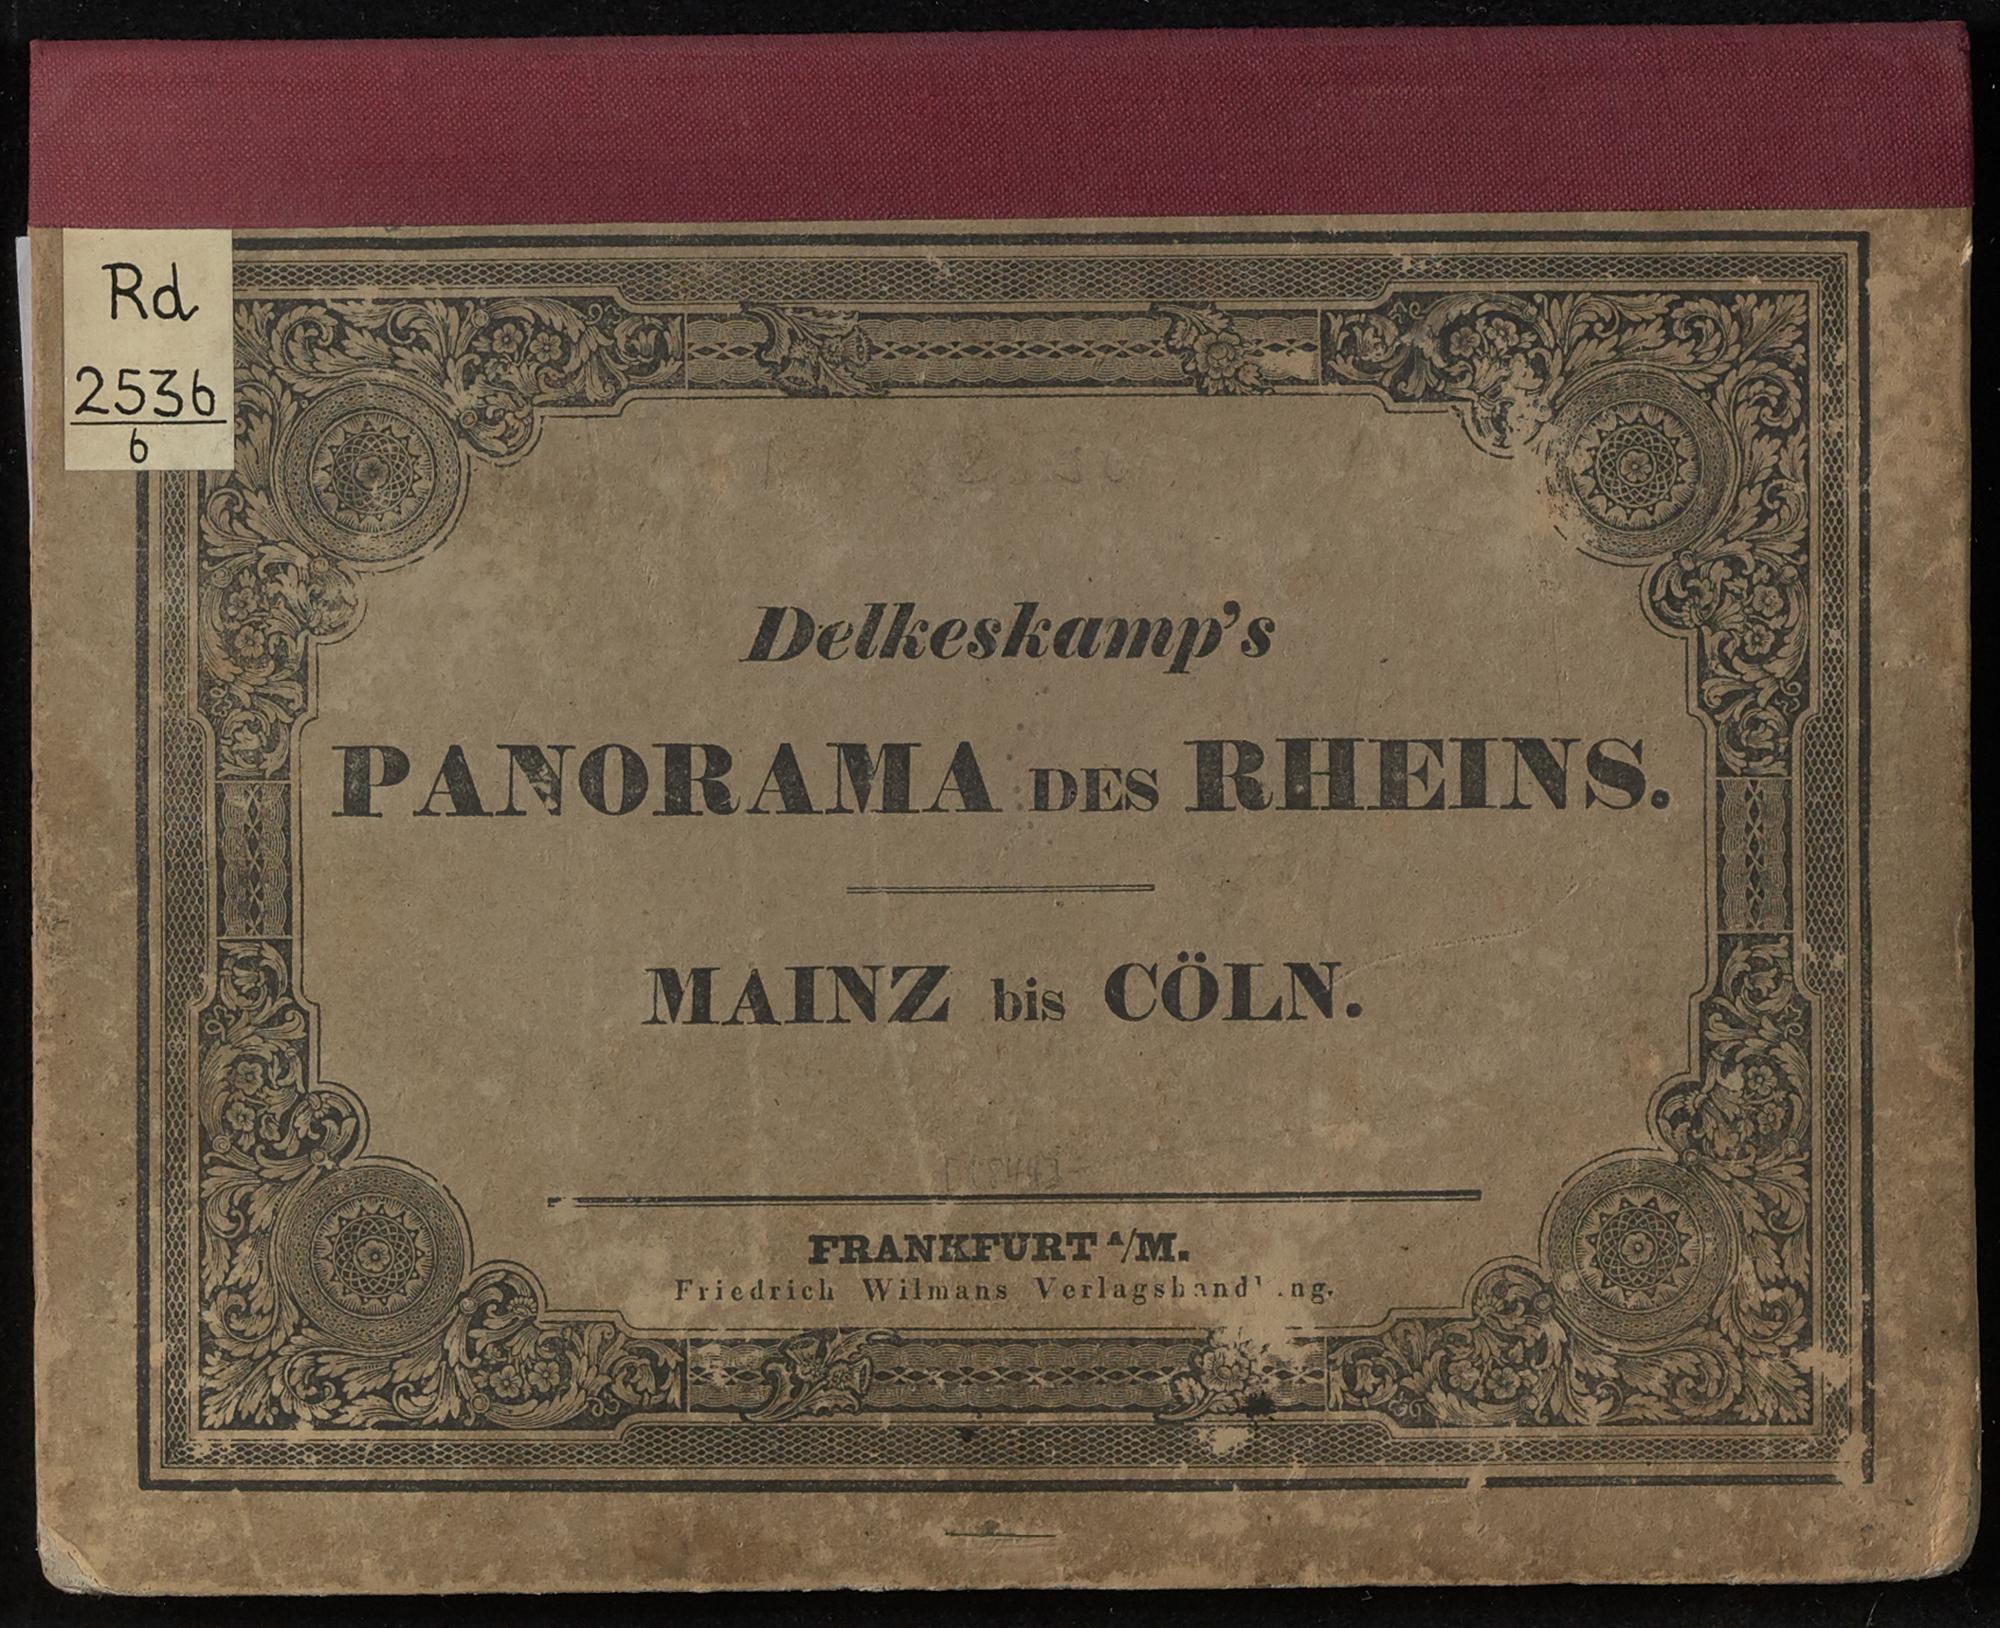 Rd
2536
6
Delkeskamp's
PANORAMA DES RHEINS.
MAINZ bis CÖLN.
FRANKFURT A/M.
Friedrich Wilmans